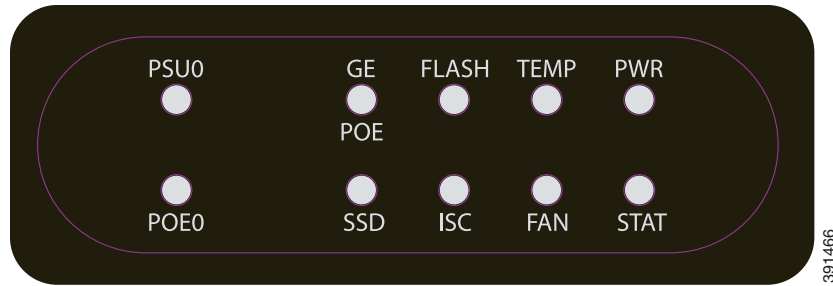 PSU0 GE FLASH TEMP PWR
POE
POE0 SSD ISC FAN STAT
391466